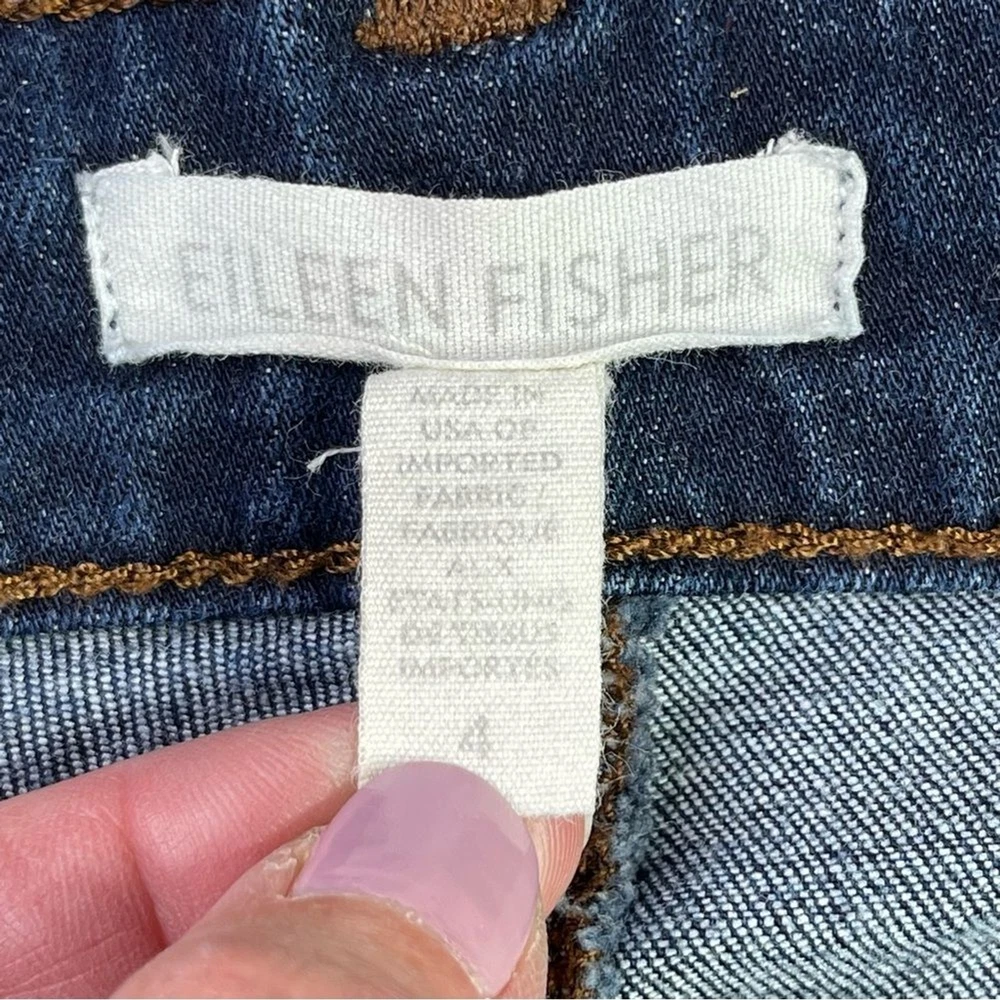 EILEEN FISHER
MADE IN
USA OF
IMPORTED
FABRIC /
FABRIQUÉ
AUX
ÉTATS-UNIS
DE TISSUS
IMPORTÉS
4